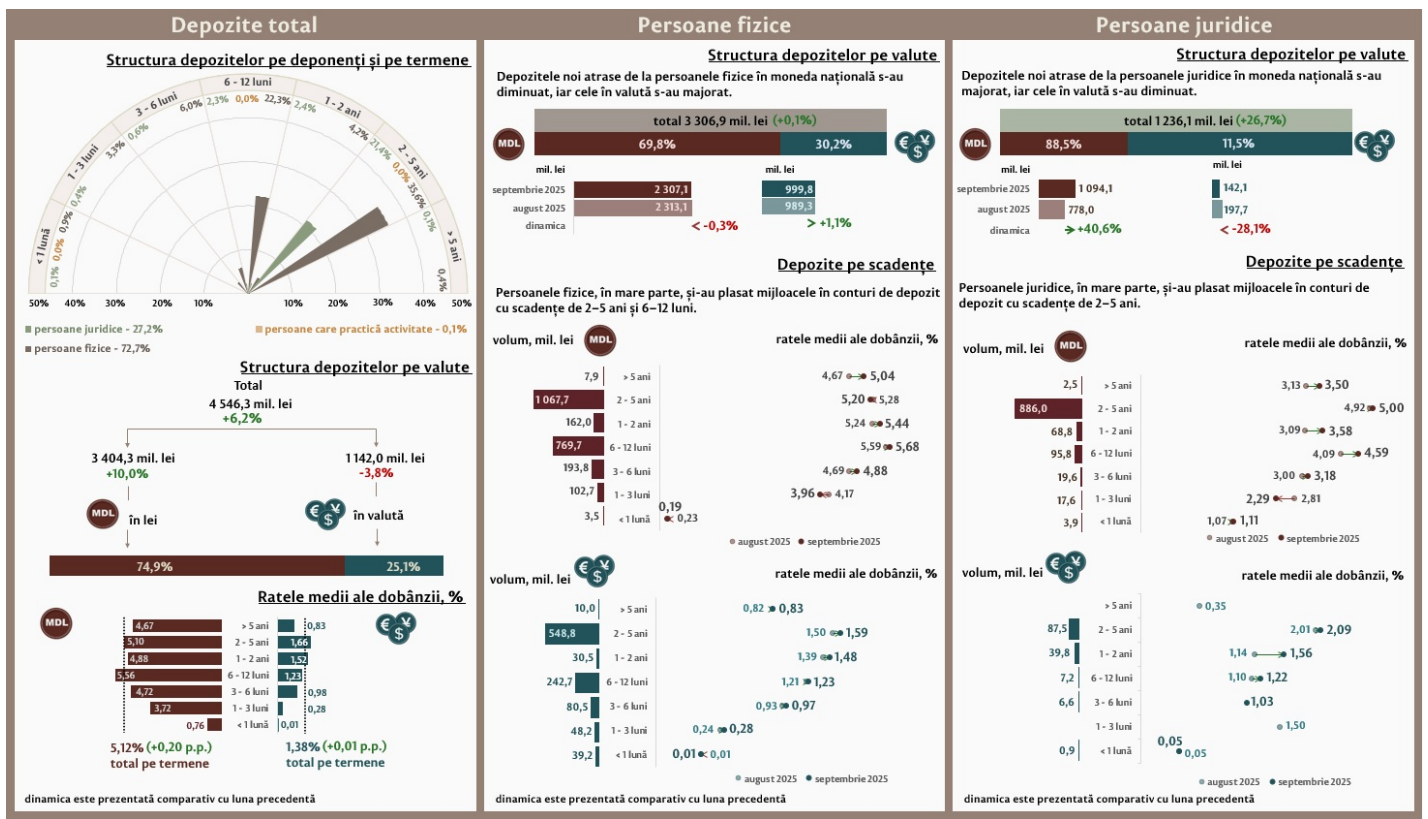 Depozite total
Structura depozitelor pe deponenți și pe termene
< 1 lună
1 - 3 luni
3 - 6 luni
6 - 12 luni
1 - 2 ani
2 - 5 ani
> 5 ani
0,1% 0,0% 0,9%
0,4% 3,3%
0,6% 6,0%
2,3% 0,0% 22,3%
2,4% 4,2%
21,4% 0,0% 35,6%
0,1% 0,4%
50% 40% 30% 20% 10% 10% 20% 30% 40% 50%
persoane juridice - 27,2%
persoane care practică activitate - 0,1%
persoane fizice - 72,7%
Structura depozitelor pe valute
Total
4 546,3 mil. lei
+6,2%
3 404,3 mil. lei 1142,0 mil. lei
+10,0% -3,8%
MDL în lei € ¥ $ în valută
74,9% 25,1%
Ratele medii ale dobânzii, %
MDL € ¥ $
4,67 > 5 ani 0,83
5,10 2 - 5 ani 1,66
4,88 1 - 2 ani 1,52
5,56 6 - 12 luni 1,23
4,72 3 - 6 luni 0,98
3,72 1 - 3 luni 0,28
0,76 < 1 lună 0,01
5,12% (+0,20 p.p.) 1,38% (+0,01 p.p.)
total pe termene total pe termene
dinamica este prezentată comparativ cu luna precedentă
Persoane fizice
Structura depozitelor pe valute
Depozitele noi atrase de la persoanele fizice în moneda națională s-au
diminuat, iar cele în valută s-au majorat.
total 3 306,9 mil. lei (+0,1%)
MDL 69,8% 30,2% € ¥ $
mil. lei mil. lei
septembrie 2025 2 307,1 999,8
august 2025 2 313,1 989,3
dinamica < -0,3% > +1,1%
Depozite pe scadențe
Persoanele fizice, în mare parte, și-au plasat mijloacele în conturi de depozit
cu scadențe de 2–5 ani și 6–12 luni.
volum, mil. lei MDL ratele medii ale dobânzii, %
7,9 > 5 ani 4,67 5,04
1 067,7 2 - 5 ani 5,20 5,28
162,0 1 - 2 ani 5,24 5,44
769,7 6 - 12 luni 5,59 5,68
193,8 3 - 6 luni 4,69 4,88
102,7 1 - 3 luni 3,96 4,17
3,5 < 1 lună 0,19 0,23
august 2025 septembrie 2025
volum, mil. lei € ¥ $ ratele medii ale dobânzii, %
10,0 > 5 ani 0,82 0,83
548,8 2 - 5 ani 1,50 1,59
30,5 1 - 2 ani 1,39 1,48
242,7 6 - 12 luni 1,21 1,23
80,5 3 - 6 luni 0,93 0,97
48,2 1 - 3 luni 0,24 0,28
39,2 < 1 lună 0,01 0,01
august 2025 septembrie 2025
dinamica este prezentată comparativ cu luna precedentă
Persoane juridice
Structura depozitelor pe valute
Depozitele noi atrase de la persoanele juridice în moneda națională s-au
majorat, iar cele în valută s-au diminuat.
total 1 236,1 mil. lei (+26,7%)
MDL 88,5% 11,5% € ¥ $
mil. lei mil. lei
septembrie 2025 1 094,1 142,1
august 2025 778,0 197,7
dinamica +40,6% < -28,1%
Depozite pe scadențe
Persoanele juridice, în mare parte, și-au plasat mijloacele în conturi de
depozit cu scadențe de 2–5 ani.
volum, mil. lei MDL ratele medii ale dobânzii, %
2,5 > 5 ani 3,13 3,50
886,0 2 - 5 ani 4,92 5,00
68,8 1 - 2 ani 3,09 3,58
95,8 6 - 12 luni 4,09 4,59
19,6 3 - 6 luni 3,00 3,18
17,6 1 - 3 luni 2,29 2,81
3,9 < 1 lună 1,07 1,11
august 2025 septembrie 2025
volum, mil. lei € ¥ $ ratele medii ale dobânzii, %
> 5 ani 0,35
87,5 2 - 5 ani 2,01 2,09
39,8 1 - 2 ani 1,14 1,56
7,2 6 - 12 luni 1,10 1,22
6,6 3 - 6 luni 1,03
1 - 3 luni 1,50
0,9 < 1 lună 0,05 0,05
august 2025 septembrie 2025
dinamica este prezentată comparativ cu luna precedentă